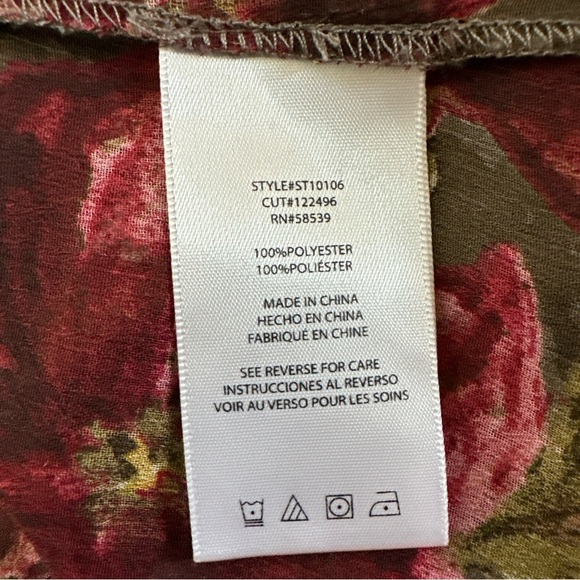 STYLE#ST10106
CUT#122496
RN#58539
100%POLYESTER
100%POLIÉSTER
MADE IN CHINA
HECHO EN CHINA
FABRIQUÉ EN CHINE
SEE REVERSE FOR CARE
INSTRUCCIONES AL REVERSO
VOIR AU VERSO POUR LES SOINS